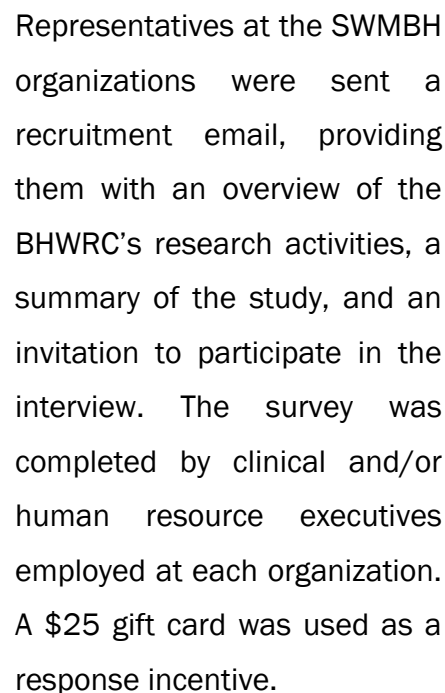 Representatives at the SWMBH
organizations were sent a
recruitment email, providing
them with an overview of the
BHWRC’s research activities, a
summary of the study, and an
invitation to participate in the
interview. The survey was
completed by clinical and/or
human resource executives
employed at each organization.
A $25 gift card was used as a
response incentive.